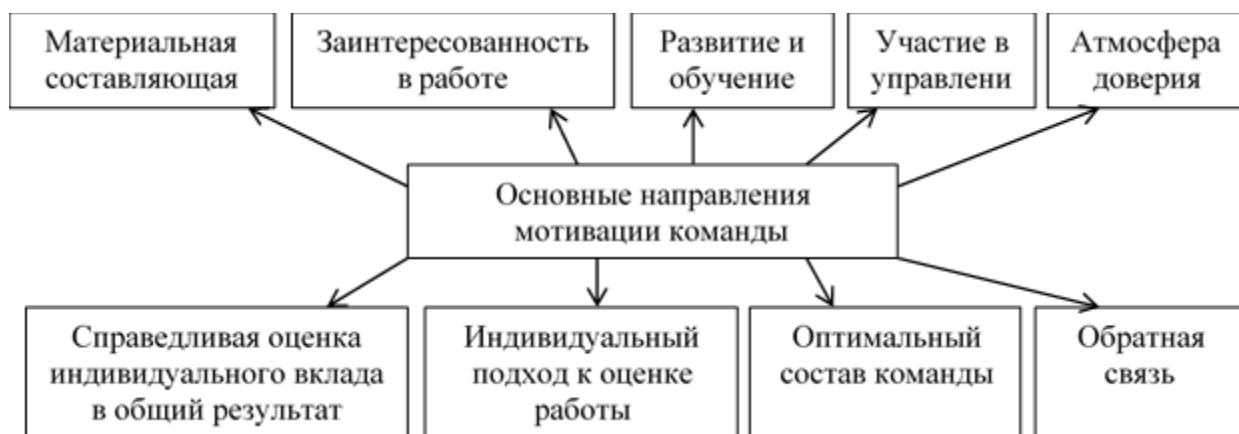 Материальная
составляющая
Заинтересованность
в работе
Развитие и
обучение
Участие в
управлени
Атмосфера
доверия
Основные направления
мотивации команды
Справедливая оценка
индивидуального вклада
в общий результат
Индивидуальный
подход к оценке
работы
Оптимальный
состав команды
Обратная
связь